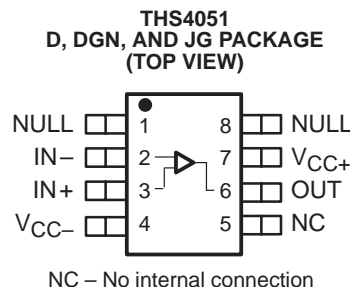 THS4051
D, DGN, AND JG PACKAGE
(TOP VIEW)
NULL 1 8 NULL
IN− 2 7 VCC+
IN+ 3 6 OUT
VCC− 4 5 NC
NC – No internal connection